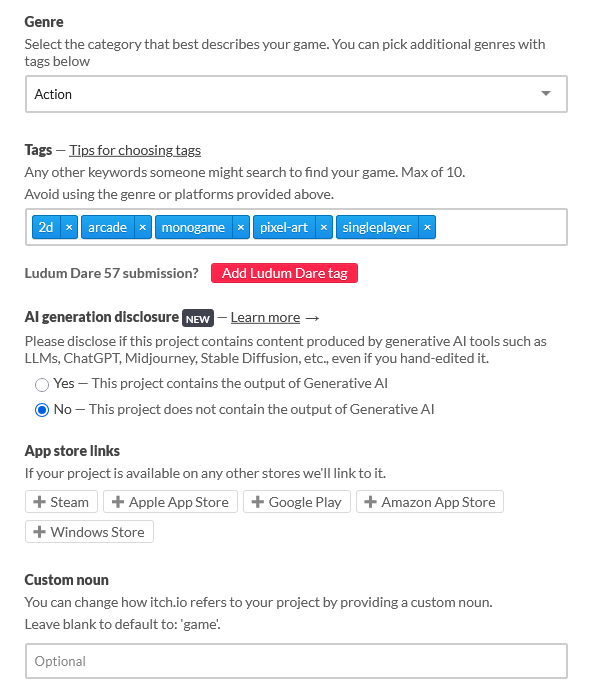 Genre
Select the category that best describes your game. You can pick additional genres with
tags below
Action
Tags — Tips for choosing tags
Any other keywords someone might search to find your game. Max of 10.
Avoid using the genre or platforms provided above.
2d × arcade × monogame × pixel-art × singleplayer ×
Ludum Dare 57 submission? Add Ludum Dare tag
AI generation disclosure NEW — Learn more →
Please disclose if this project contains content produced by generative AI tools such as
LLMs, ChatGPT, Midjourney, Stable Diffusion, etc., even if you hand-edited it.
Yes — This project contains the output of Generative AI
No — This project does not contain the output of Generative AI
App store links
If your project is available on any other stores we'll link to it.
+ Steam + Apple App Store + Google Play + Amazon App Store
+ Windows Store
Custom noun
You can change how itch.io refers to your project by providing a custom noun.
Leave blank to default to: 'game'.
Optional